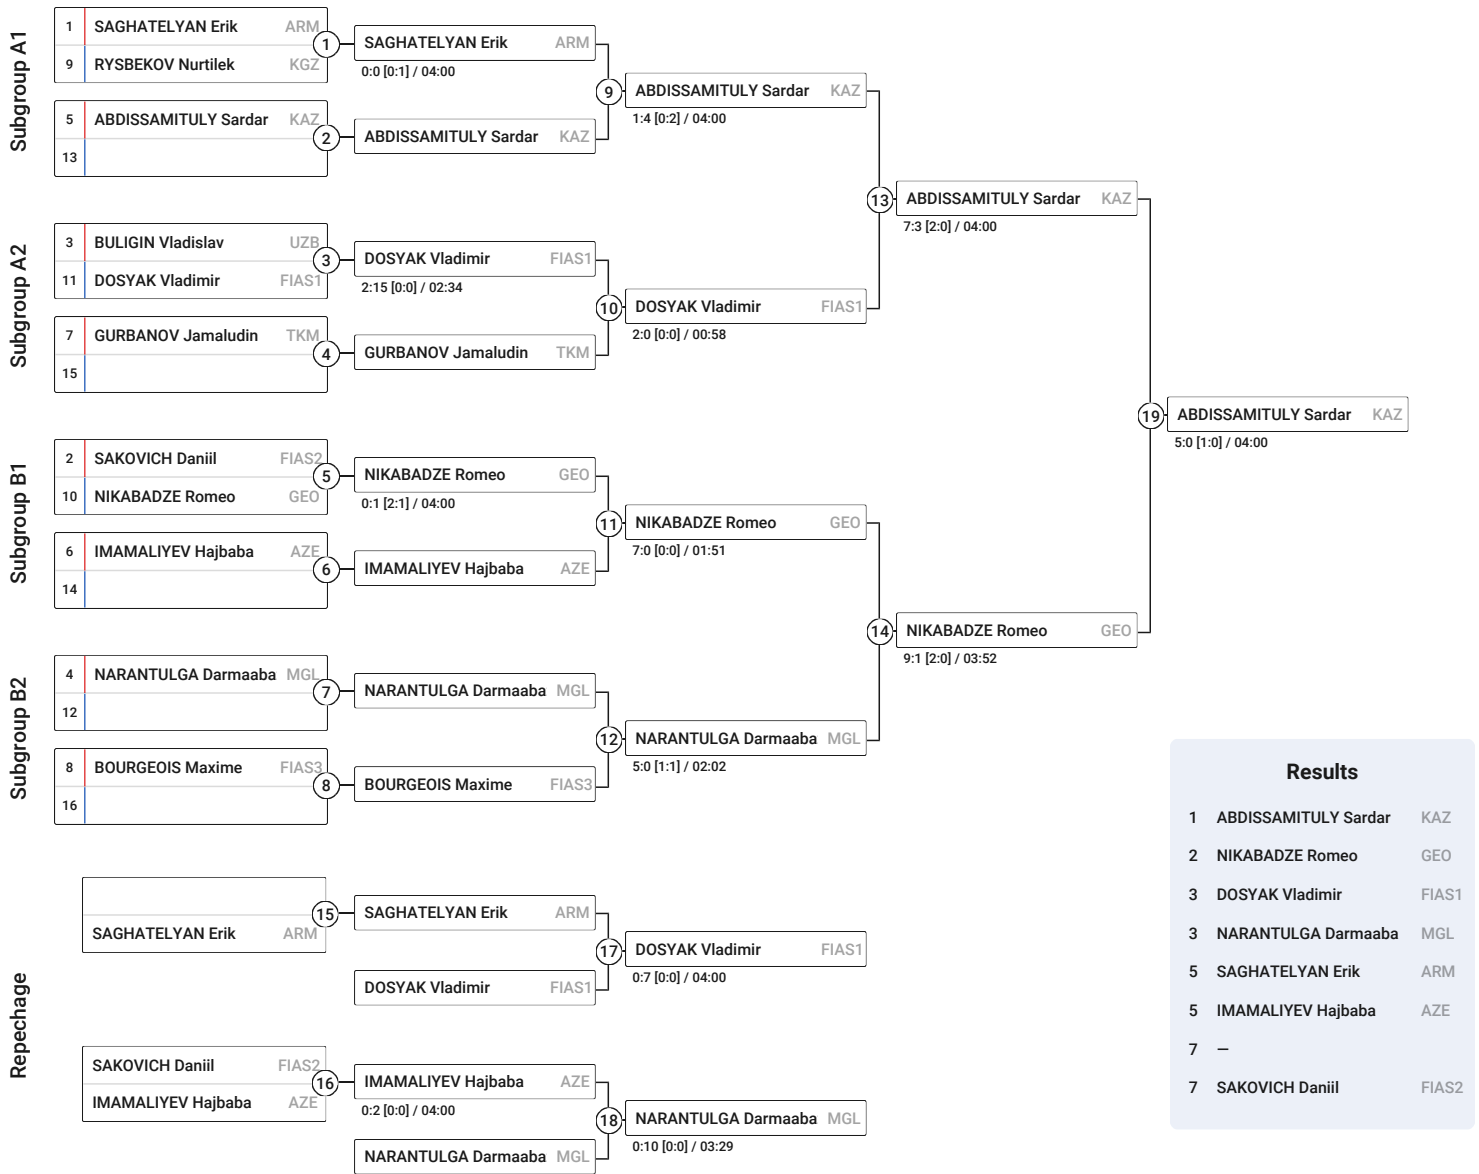 Subgroup A1
1 SAGHATELYAN Erik ARM
9 RYSBEKOV Nurtilek KGZ
1
5 ABDISSAMITULY Sardar KAZ
13
2
SAGHATELYAN Erik ARM
0:0 [0:1] / 04:00
ABDISSAMITULY Sardar KAZ
9
ABDISSAMITULY Sardar KAZ
1:4 [0:2] / 04:00
Subgroup A2
3 BULIGIN Vladislav UZB
11 DOSYAK Vladimir FIAS1
3
7 GURBANOV Jamaludin TKM
15
4
DOSYAK Vladimir FIAS1
2:15 [0:0] / 02:34
GURBANOV Jamaludin TKM
10
DOSYAK Vladimir FIAS1
2:0 [0:0] / 00:58
13
ABDISSAMITULY Sardar KAZ
7:3 [2:0] / 04:00
Subgroup B1
2 SAKOVICH Daniil FIAS2
10 NIKABADZE Romeo GEO
5
6 IMAMALIYEV Hajbaba AZE
14
6
NIKABADZE Romeo GEO
0:1 [2:1] / 04:00
IMAMALIYEV Hajbaba AZE
11
NIKABADZE Romeo GEO
7:0 [0:0] / 01:51
Subgroup B2
4 NARANTULGA Darmaaba MGL
12
7
8 BOURGEOIS Maxime FIAS3
16
8
NARANTULGA Darmaaba MGL
BOURGEOIS Maxime FIAS3
12
NARANTULGA Darmaaba MGL
5:0 [1:1] / 02:02
14
NIKABADZE Romeo GEO
9:1 [2:0] / 03:52
19
ABDISSAMITULY Sardar KAZ
5:0 [1:0] / 04:00
Repechage
SAGHATELYAN Erik ARM
15
SAGHATELYAN Erik ARM
DOSYAK Vladimir FIAS1
17
DOSYAK Vladimir FIAS1
0:7 [0:0] / 04:00
SAKOVICH Daniil FIAS2
IMAMALIYEV Hajbaba AZE
16
IMAMALIYEV Hajbaba AZE
0:2 [0:0] / 04:00
NARANTULGA Darmaaba MGL
18
NARANTULGA Darmaaba MGL
0:10 [0:0] / 03:29
Results
1 ABDISSAMITULY Sardar KAZ
2 NIKABADZE Romeo GEO
3 DOSYAK Vladimir FIAS1
3 NARANTULGA Darmaaba MGL
5 SAGHATELYAN Erik ARM
5 IMAMALIYEV Hajbaba AZE
7 —
7 SAKOVICH Daniil FIAS2